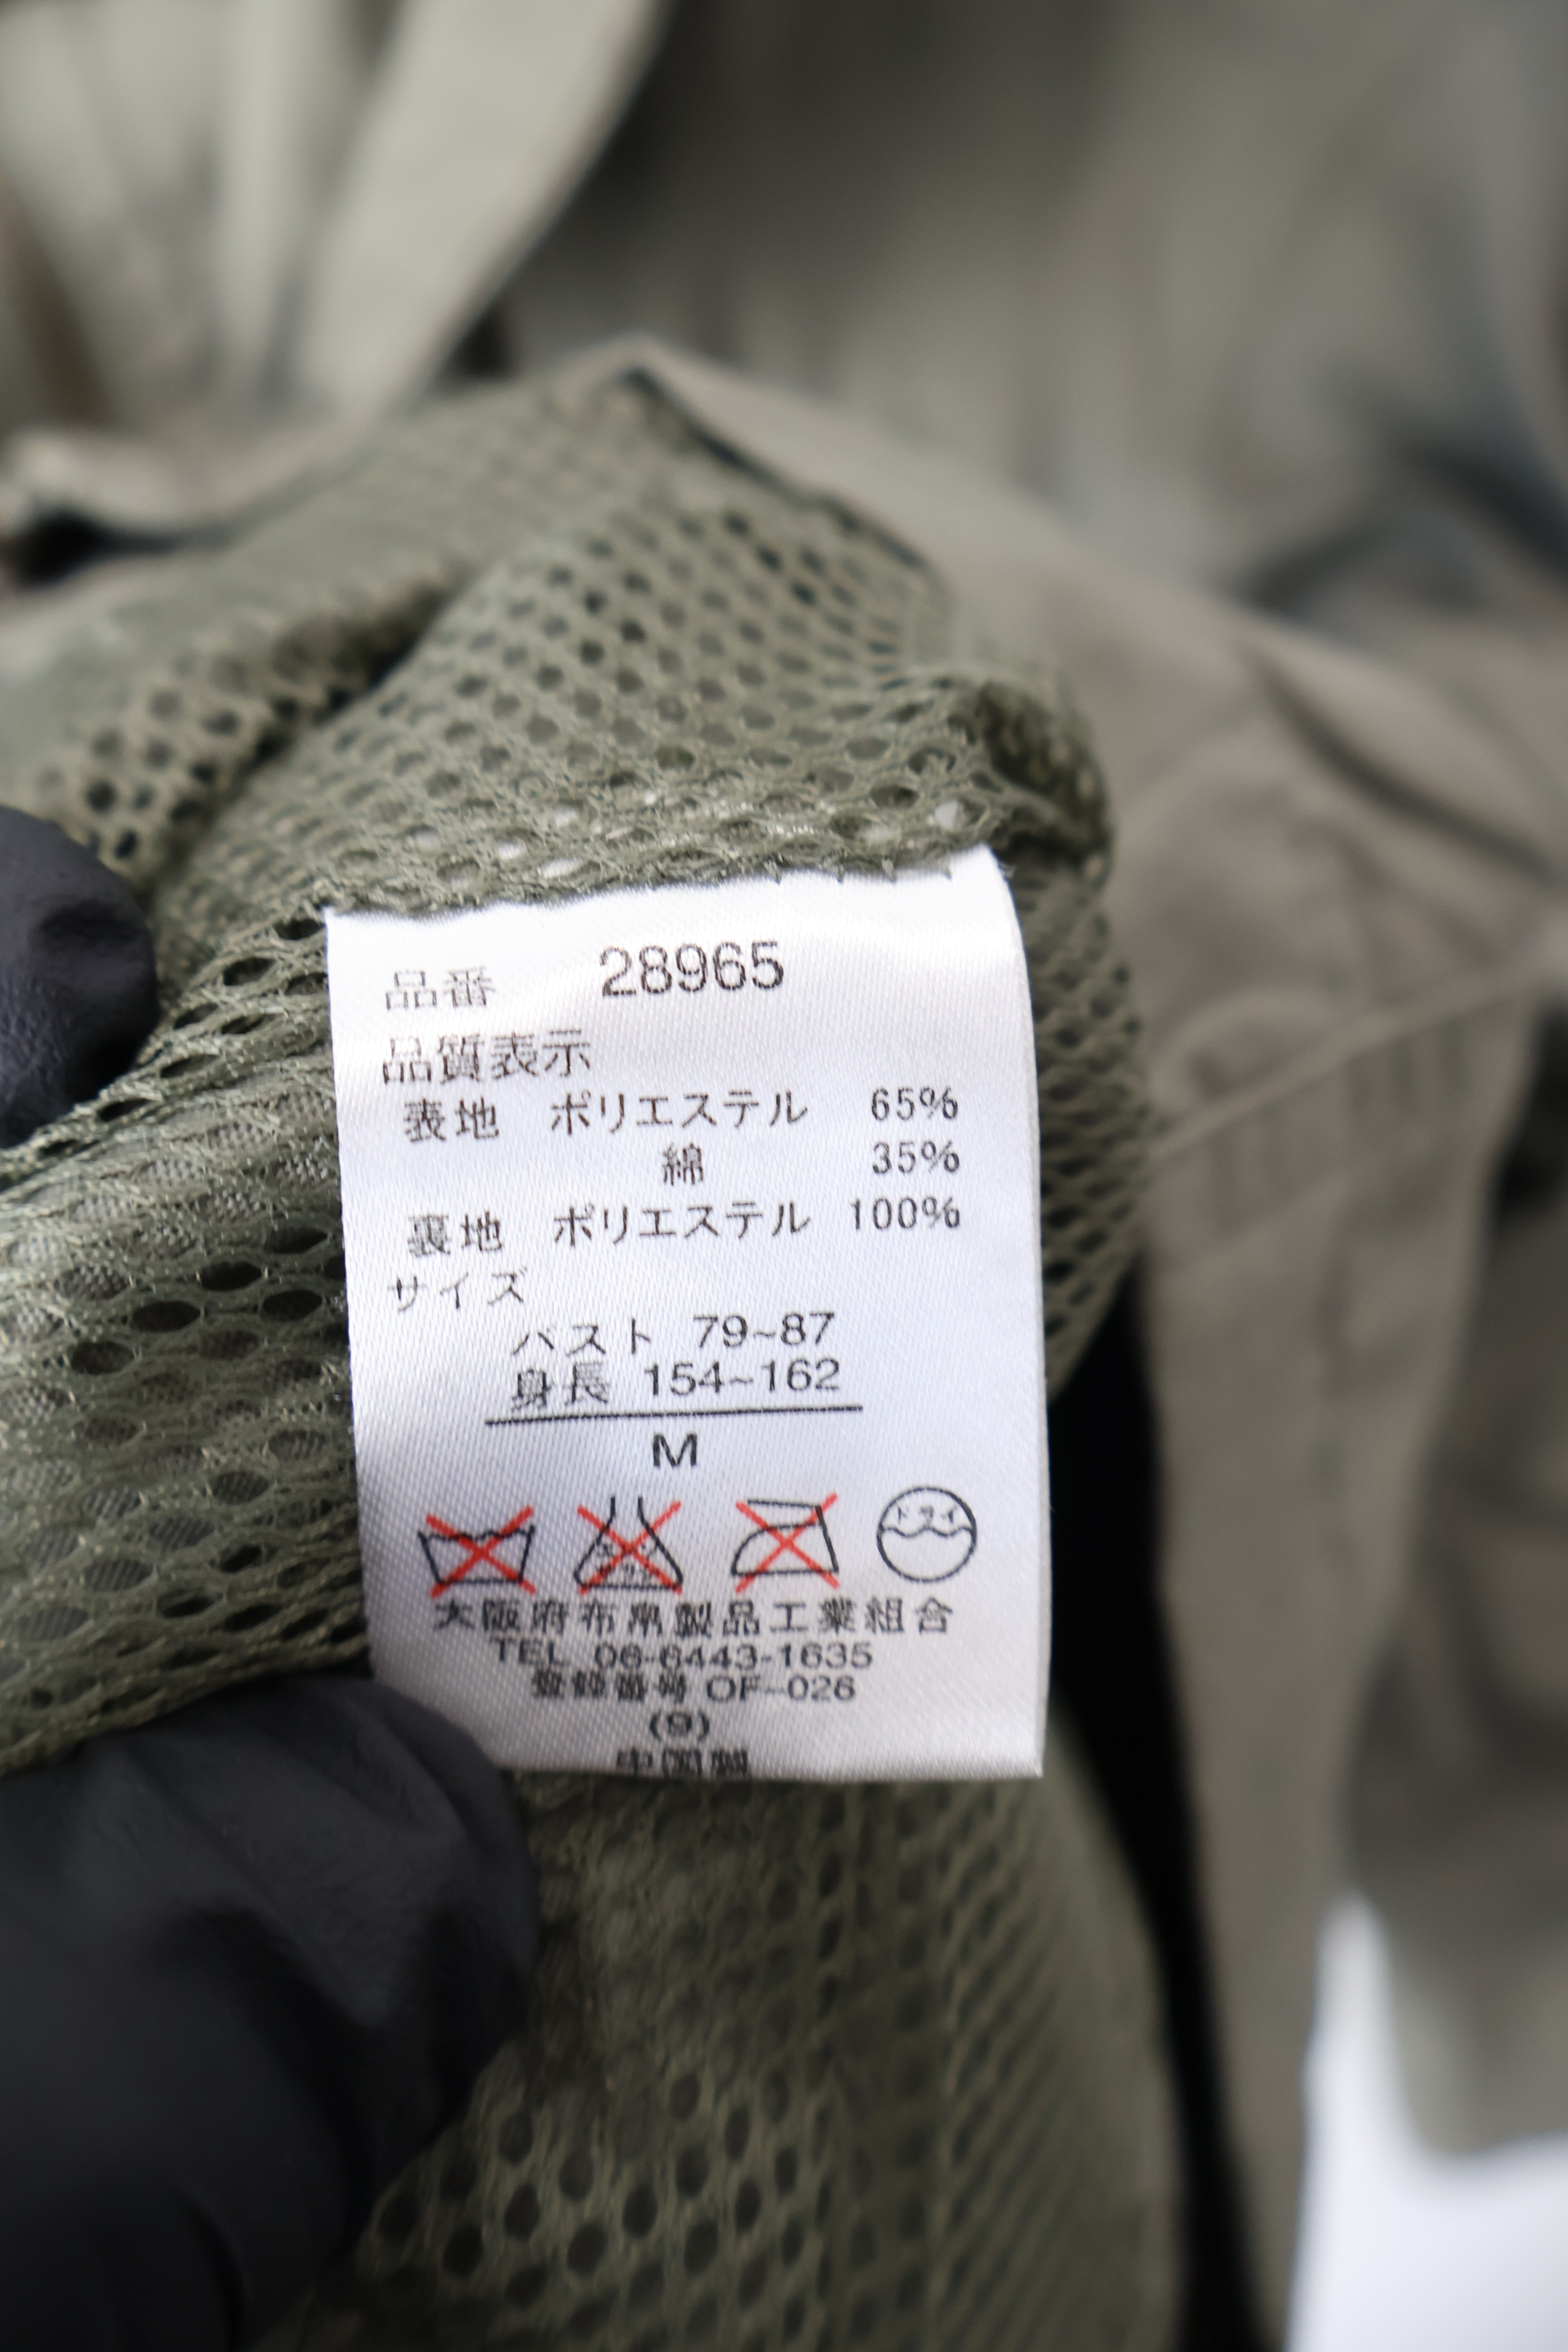 品番 28965
品質表示
表地 ポリエステル 65%
綿 35%
裏地 ポリエステル 100%
サイズ
バスト 79~87
身長 154~162
M
ドライ
大阪府布帛製品工業組合
TEL 06-6443-1635
登録番号 OF-026
(9)
中国製